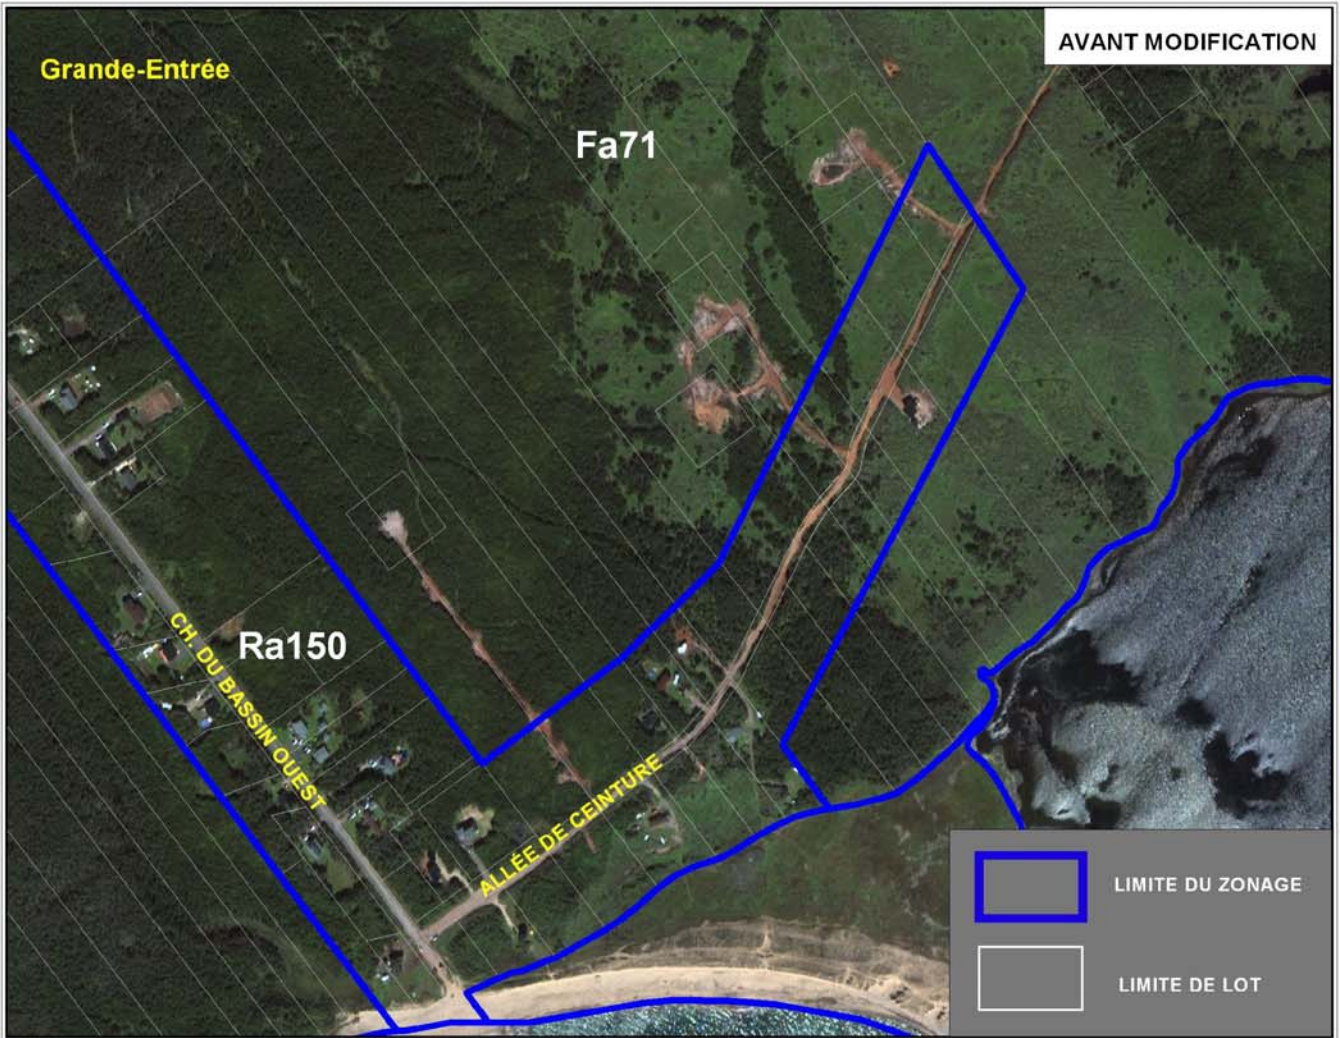 AVANT MODIFICATION
Grande-Entrée
Fa71
Ra150
CH. DU BASSIN OUEST
ALLÉE DE CEINTURE
LIMITE DU ZONAGE
LIMITE DE LOT